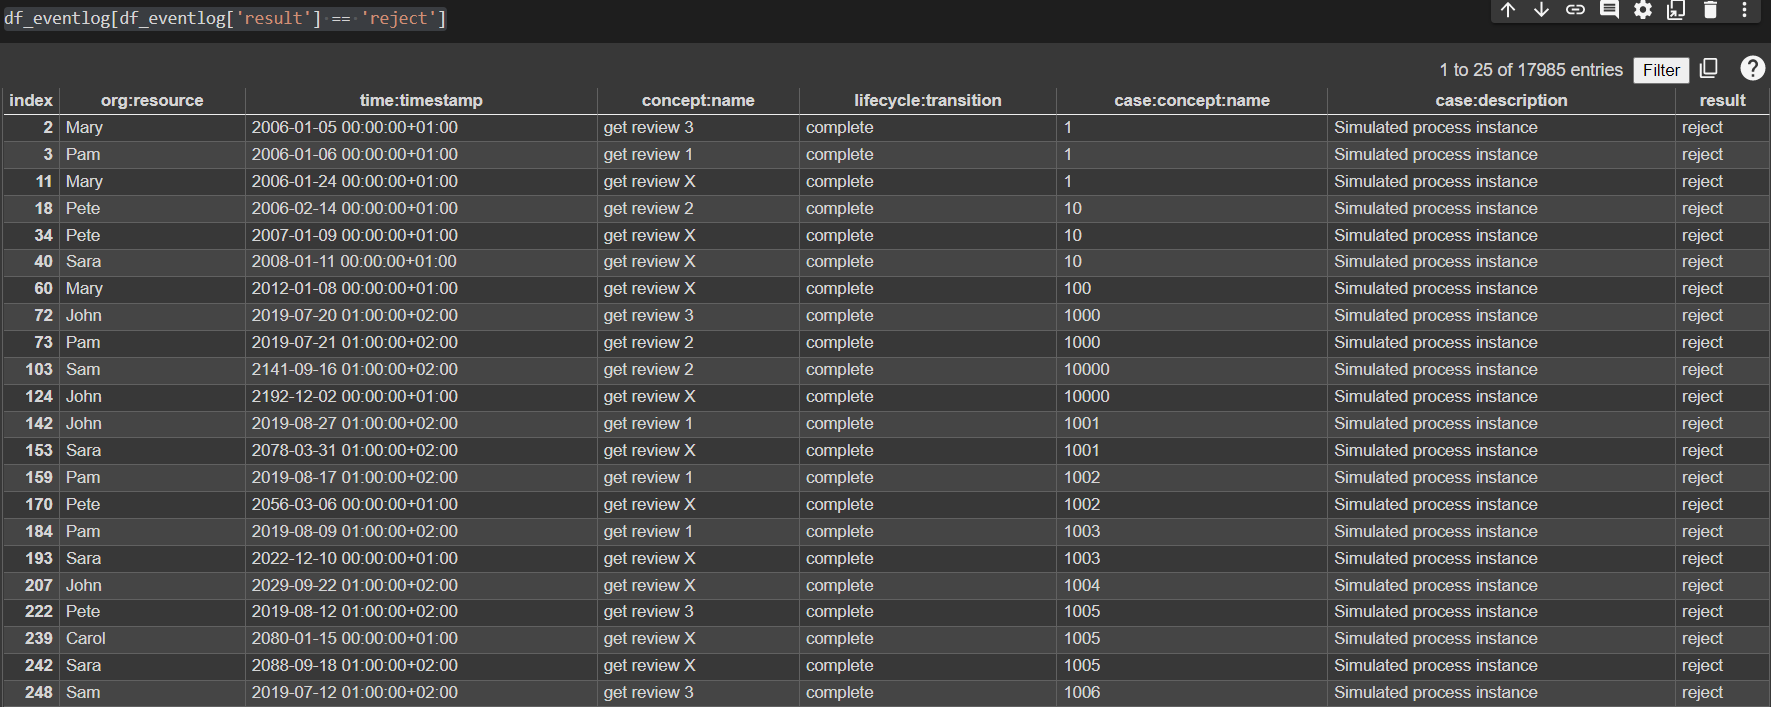 df_eventlog[df_eventlog['result'] == 'reject']
1 to 25 of 17985 entries Filter ?
index org:resource time:timestamp concept:name lifecycle:transition case:concept:name case:description result
2 Mary 2006-01-05 00:00:00+01:00 get review 3 complete 1 Simulated process instance reject
3 Pam 2006-01-06 00:00:00+01:00 get review 1 complete 1 Simulated process instance reject
11 Mary 2006-01-24 00:00:00+01:00 get review X complete 1 Simulated process instance reject
18 Pete 2006-02-14 00:00:00+01:00 get review 2 complete 10 Simulated process instance reject
34 Pete 2007-01-09 00:00:00+01:00 get review X complete 10 Simulated process instance reject
40 Sara 2008-01-11 00:00:00+01:00 get review X complete 10 Simulated process instance reject
60 Mary 2012-01-08 00:00:00+01:00 get review X complete 100 Simulated process instance reject
72 John 2019-07-20 01:00:00+02:00 get review 3 complete 1000 Simulated process instance reject
73 Pam 2019-07-21 01:00:00+02:00 get review 2 complete 1000 Simulated process instance reject
103 Sam 2141-09-16 01:00:00+02:00 get review 2 complete 10000 Simulated process instance reject
124 John 2192-12-02 00:00:00+01:00 get review X complete 10000 Simulated process instance reject
142 John 2019-08-27 01:00:00+02:00 get review 1 complete 1001 Simulated process instance reject
153 Sara 2078-03-31 01:00:00+02:00 get review X complete 1001 Simulated process instance reject
159 Pam 2019-08-17 01:00:00+02:00 get review 1 complete 1002 Simulated process instance reject
170 Pete 2056-03-06 00:00:00+01:00 get review X complete 1002 Simulated process instance reject
184 Pam 2019-08-09 01:00:00+02:00 get review 1 complete 1003 Simulated process instance reject
193 Sara 2022-12-10 00:00:00+01:00 get review X complete 1003 Simulated process instance reject
207 John 2029-09-22 01:00:00+02:00 get review X complete 1004 Simulated process instance reject
222 Pete 2019-08-12 01:00:00+02:00 get review 3 complete 1005 Simulated process instance reject
239 Carol 2080-01-15 00:00:00+01:00 get review X complete 1005 Simulated process instance reject
242 Sara 2088-09-18 01:00:00+02:00 get review X complete 1005 Simulated process instance reject
248 Sam 2019-07-12 01:00:00+02:00 get review 3 complete 1006 Simulated process instance reject